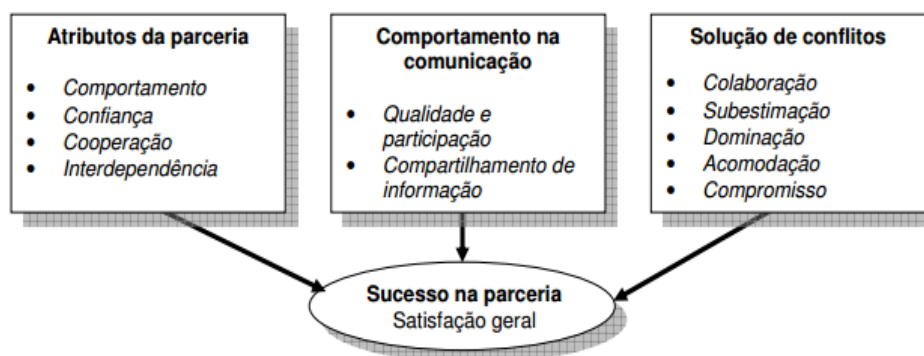 Atributos da parceria
• Comportamento
• Confiança
• Cooperação
• Interdependência
Comportamento na
comunicação
• Qualidade e
participação
• Compartilhamento de
informação
Solução de conflitos
• Colaboração
• Subestimação
• Dominação
• Acomodação
• Compromisso
Sucesso na parceria
Satisfação geral